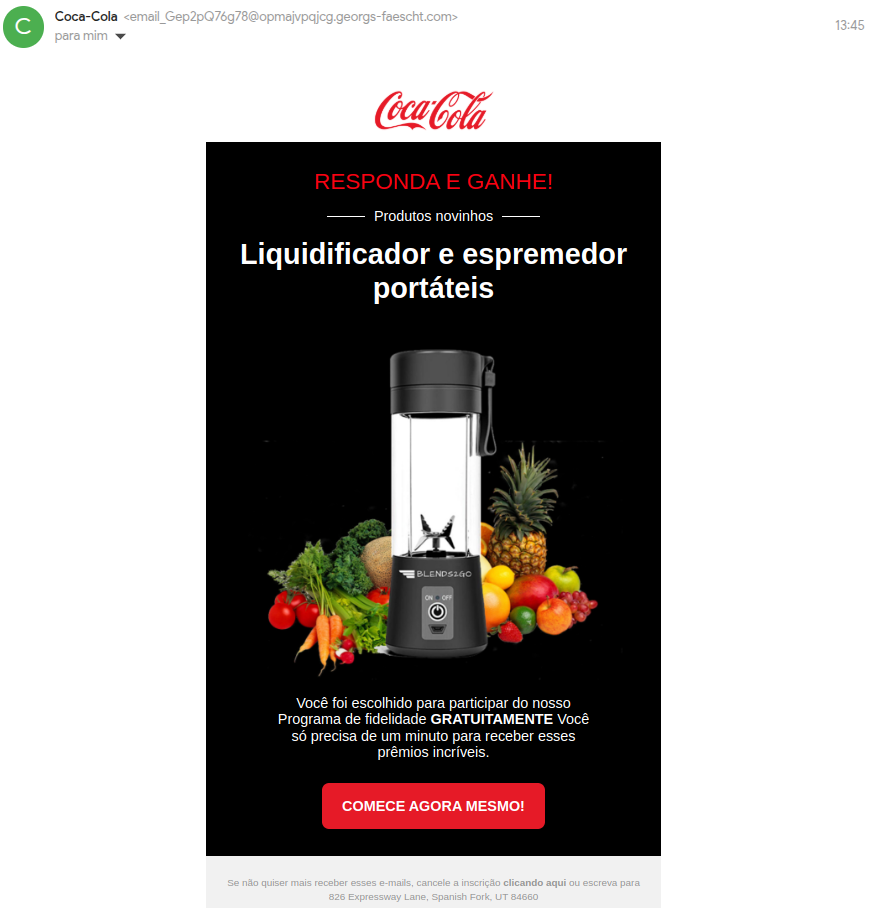 C
Coca-Cola <email_Gep2pQ76g78@opmajvpqjcg.georgs-faescht.com>
13:45
para mim
Coca-Cola
RESPONDA E GANHE!
Produtos novinhos
Liquidificador e espremedor
portáteis
BLENDS2GO
ON OFF
Você foi escolhido para participar do nosso
Programa de fidelidade GRATUITAMENTE Você
só precisa de um minuto para receber esses
prêmios incríveis.
COMECE AGORA MESMO!
Se não quiser mais receber esses e-mails, cancele a inscrição clicando aqui ou escreva para
826 Expressway Lane, Spanish Fork, UT 84660